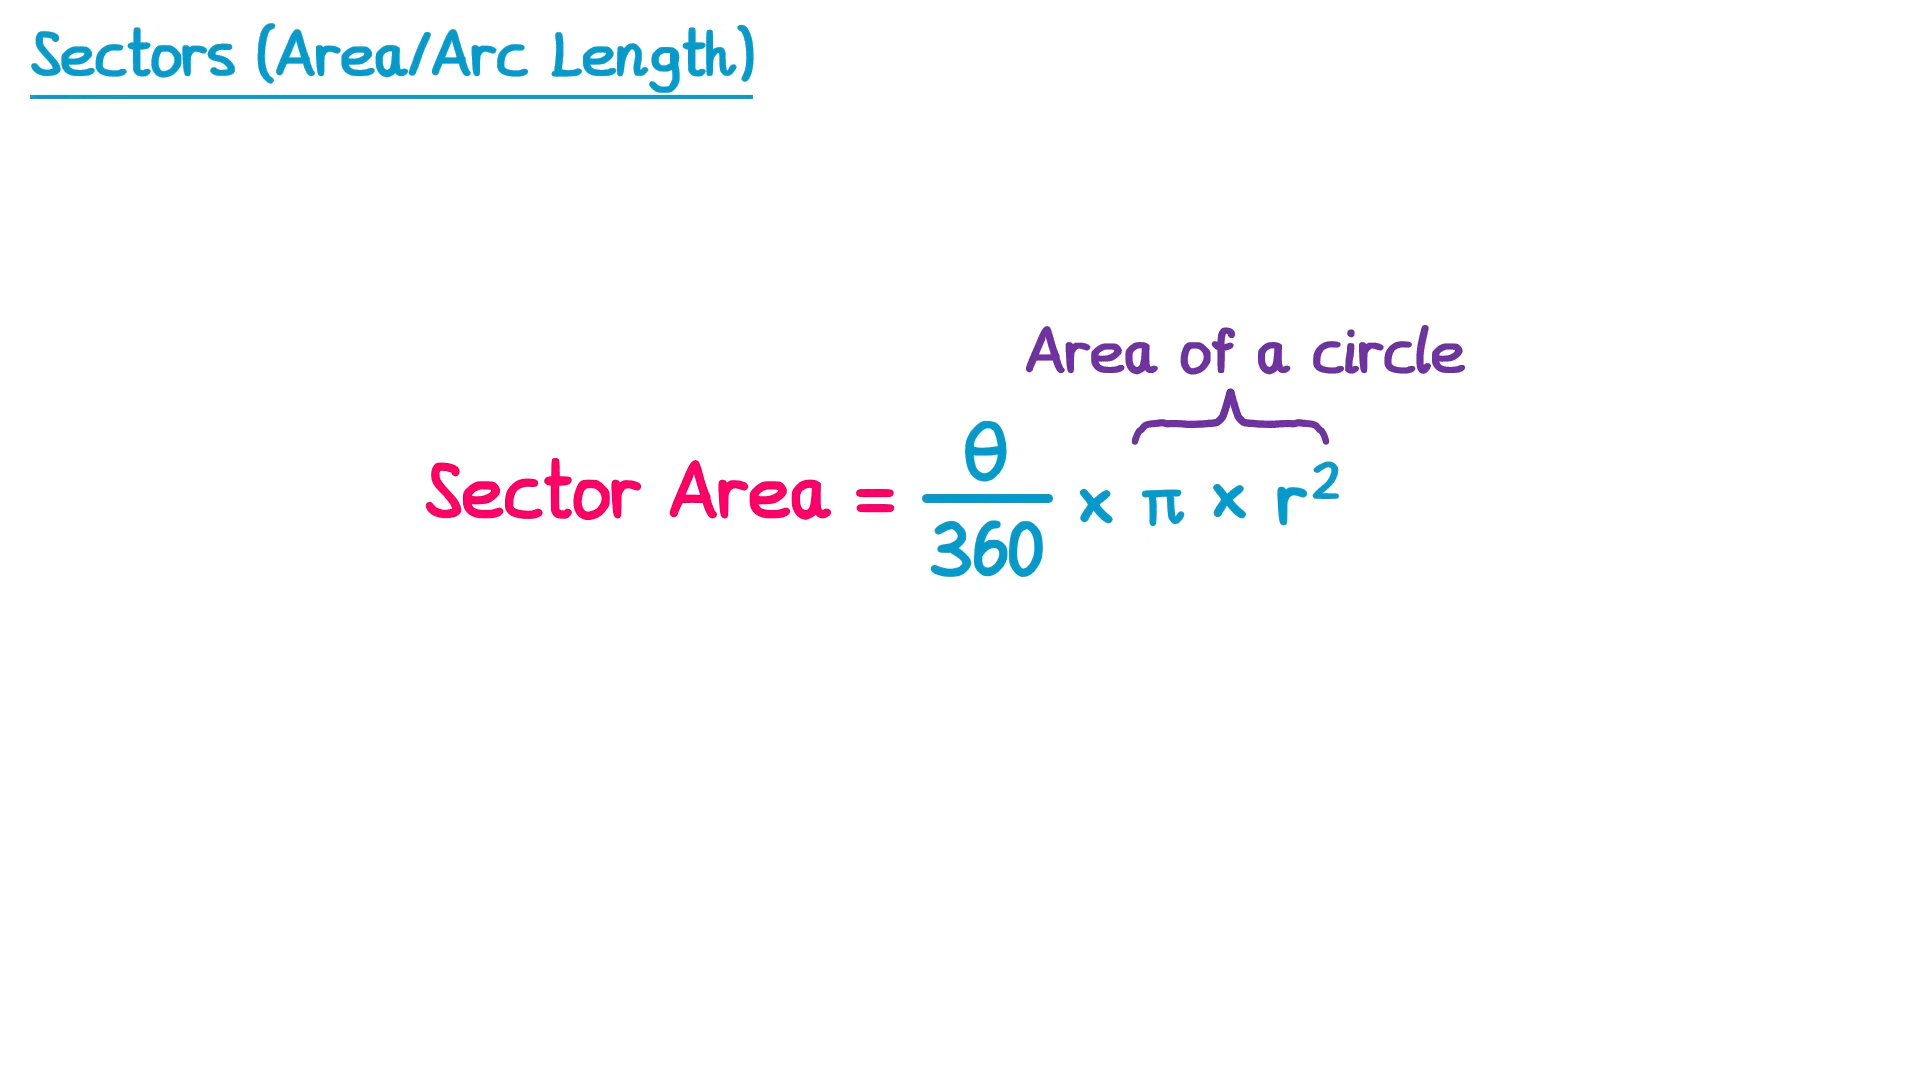 Sectors (Area/Arc Length)
Area of a circle
Sector Area = θ/360 × π × r²